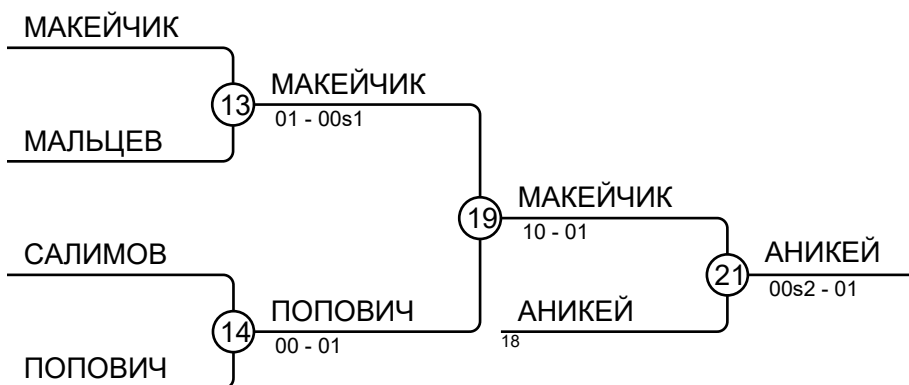 МАКЕЙЧИК
13
МАКЕЙЧИК
01 - 00s1
МАЛЬЦЕВ
19
МАКЕЙЧИК
10 - 01
САЛИМОВ
14
ПОПОВИЧ
00 - 01
ПОПОВИЧ
АНИКЕЙ
18
21
АНИКЕЙ
00s2 - 01